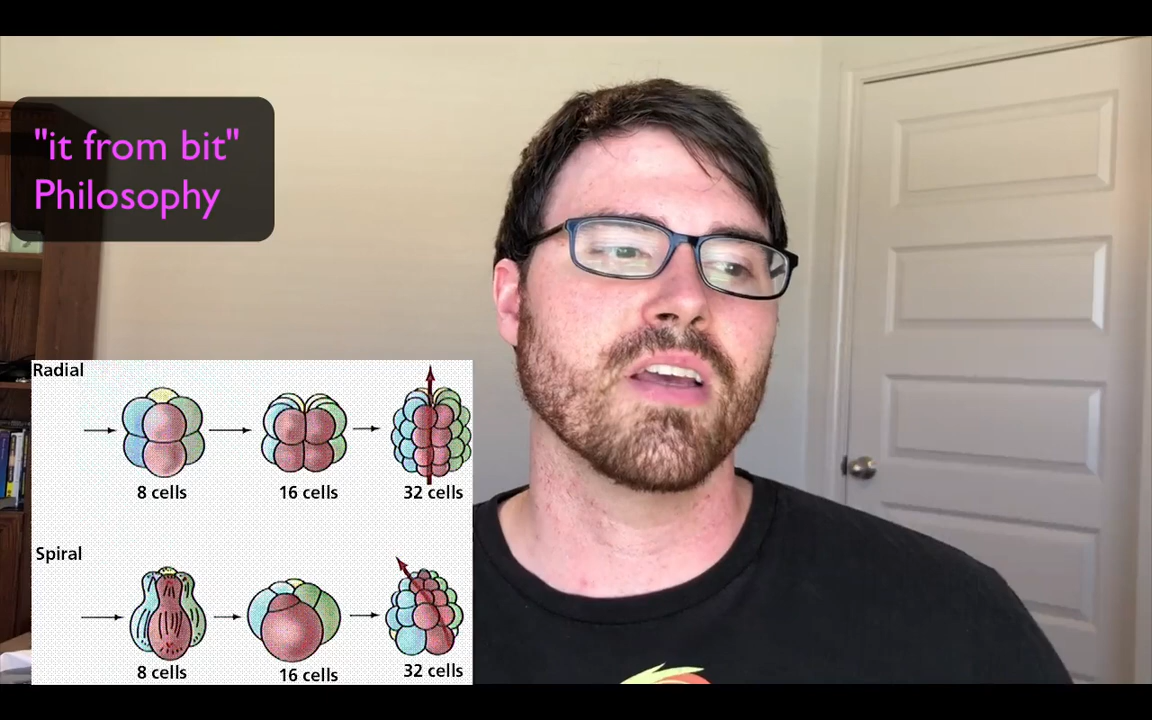 "it from bit"
Philosophy
Radial
8 cells
16 cells
32 cells
Spiral
8 cells
16 cells
32 cells